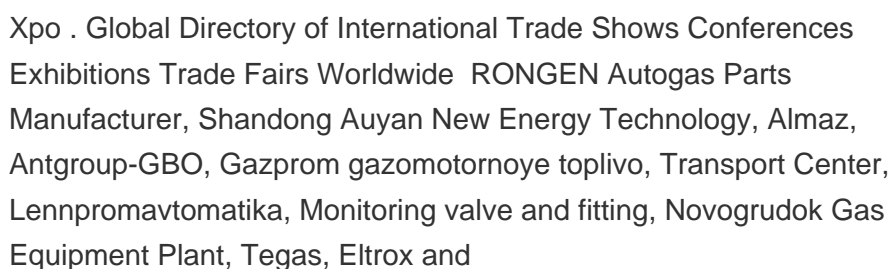 Xpo . Global Directory of International Trade Shows Conferences
Exhibitions Trade Fairs Worldwide  RONGEN Autogas Parts
Manufacturer, Shandong Auyan New Energy Technology, Almaz,
Antgroup-GBO, Gazprom gazomotornoye toplivo, Transport Center,
Lennpromavtomatika, Monitoring valve and fitting, Novogrudok Gas
Equipment Plant, Tegas, Eltrox and